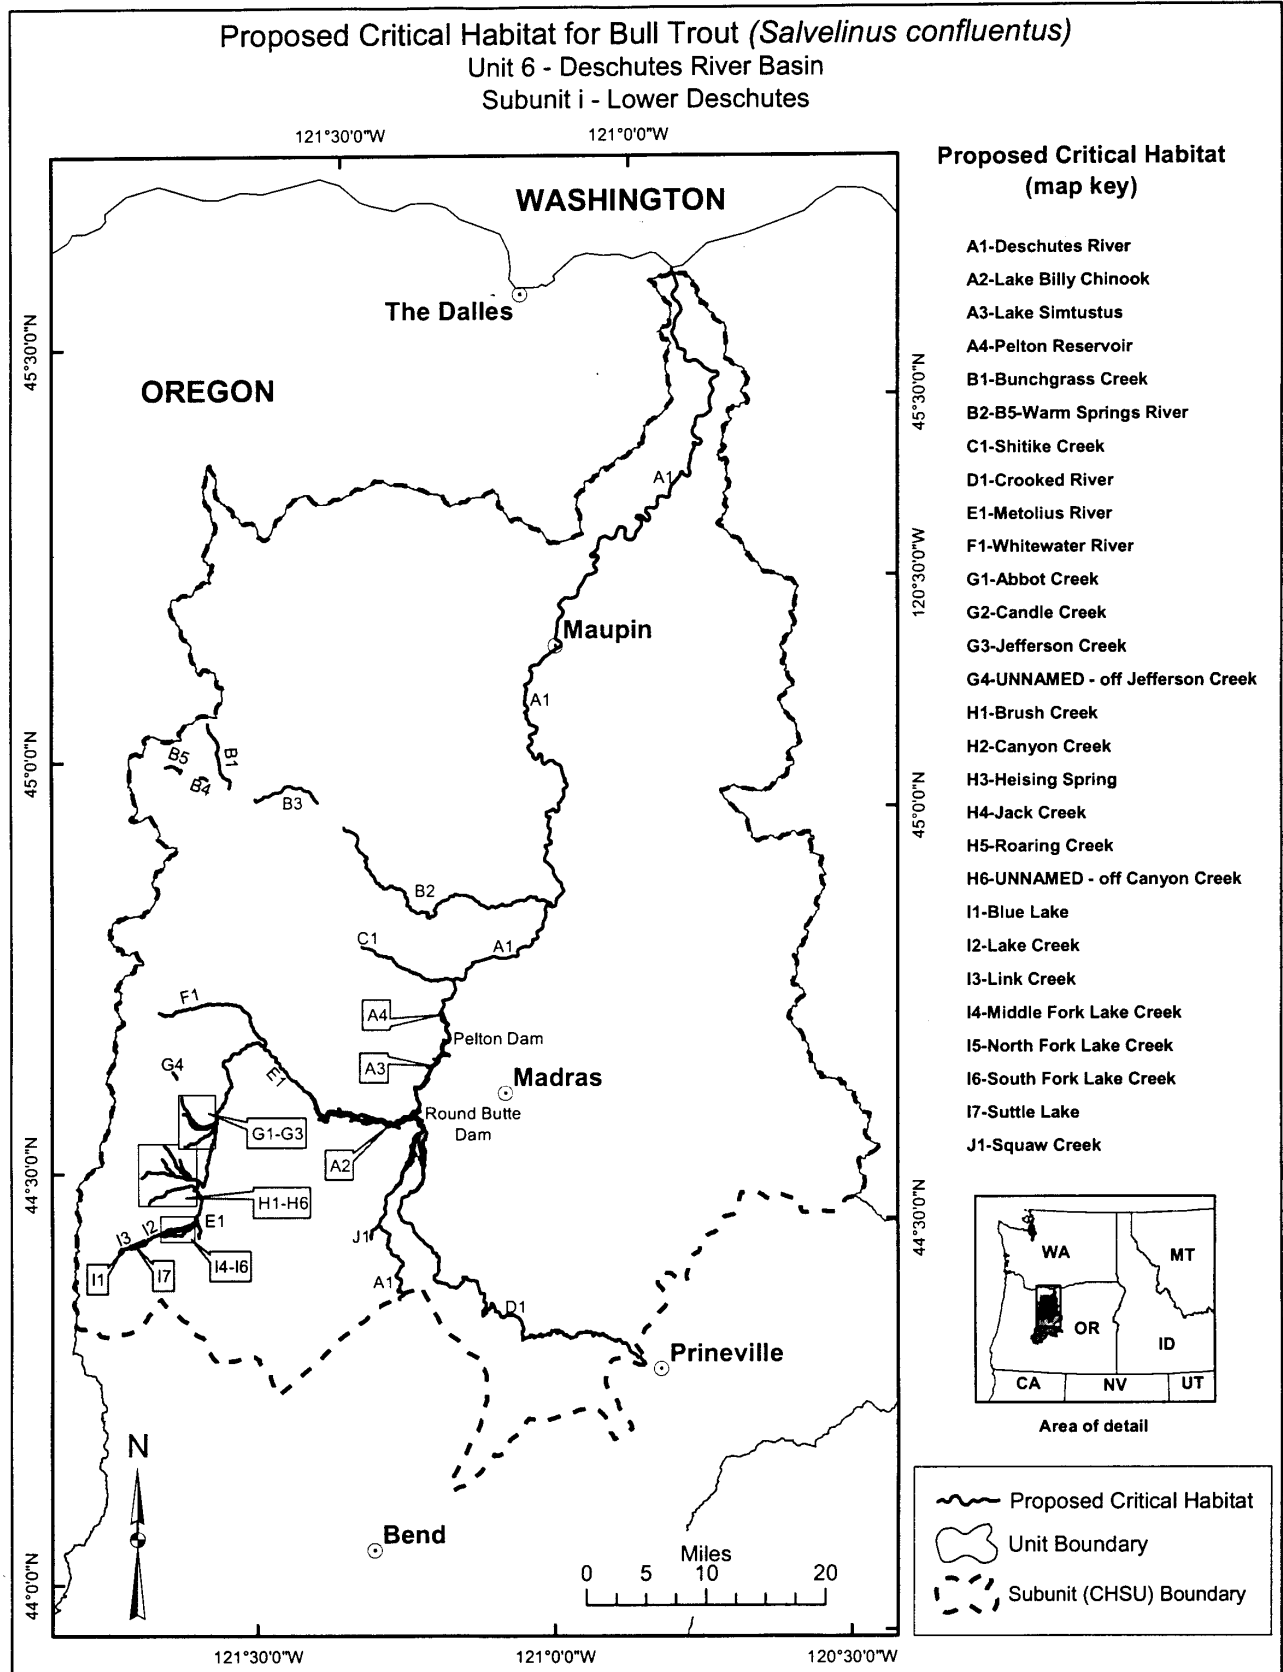 Proposed Critical Habitat for Bull Trout (Salvelinus confluentus)
Unit 6 - Deschutes River Basin
Subunit i - Lower Deschutes
121°30'0"W
121°0'0"W
WASHINGTON
The Dalles
OREGON
45°30'0"N
45°30'0"N
A1
120°30'0"W
Maupin
A1
B5
B1
B4
B3
45°0'0"N
45°0'0"N
B2
C1
A1
F1
A4
Pelton Dam
G4
E1
A3
Madras
Round Butte
Dam
G1-G3
A2
44°30'0"N
H1-H6
44°30'0"N
E1
I3
I2
J1
I1
I7
I4-I6
A1
D1
Prineville
N
Bend
Miles
0 5 10 20
44°0'0"N
121°30'0"W
121°0'0"W
120°30'0"W
Proposed Critical Habitat
(map key)
A1-Deschutes River
A2-Lake Billy Chinook
A3-Lake Simtustus
A4-Pelton Reservoir
B1-Bunchgrass Creek
B2-B5-Warm Springs River
C1-Shitike Creek
D1-Crooked River
E1-Metolius River
F1-Whitewater River
G1-Abbot Creek
G2-Candle Creek
G3-Jefferson Creek
G4-UNNAMED - off Jefferson Creek
H1-Brush Creek
H2-Canyon Creek
H3-Heising Spring
H4-Jack Creek
H5-Roaring Creek
H6-UNNAMED - off Canyon Creek
I1-Blue Lake
I2-Lake Creek
I3-Link Creek
I4-Middle Fork Lake Creek
I5-North Fork Lake Creek
I6-South Fork Lake Creek
I7-Suttle Lake
J1-Squaw Creek
WA
MT
OR
ID
CA
NV
UT
Area of detail
Proposed Critical Habitat
Unit Boundary
Subunit (CHSU) Boundary